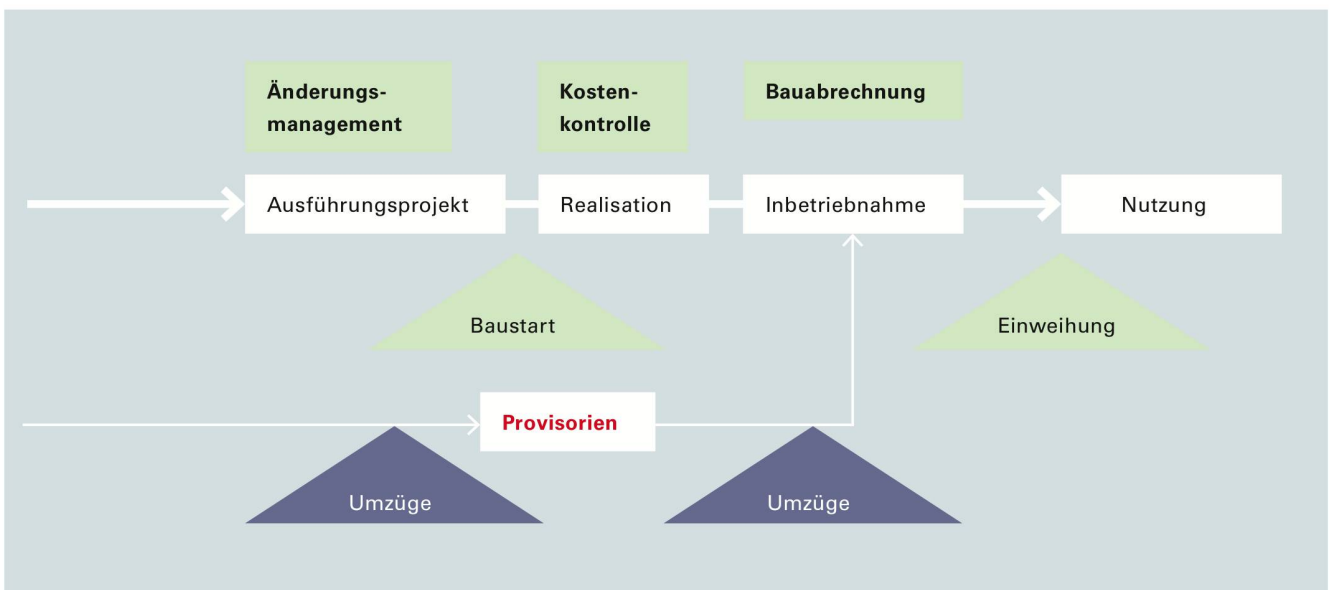 Änderungs-
management
Kosten-
kontrolle
Bauabrechnung
Ausführungsprojekt
Realisation
Inbetriebnahme
Nutzung
Baustart
Einweihung
Provisorien
Umzüge
Umzüge